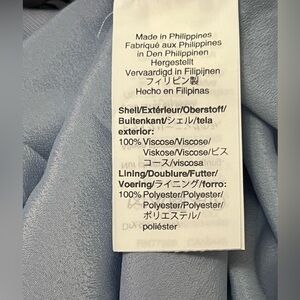 Made in Philippines
Fabriqué aux Philippines
in Den Philippinen
Hergestellt
Vervaardigd in Filipijnen
フィリピン製
Hecho en Filipinas
Shell/Extérieur/Oberstoff/
Buitenkant/シェル/tela
exterior:
100% Viscose/Viscose/
Viskose/Viscose/ビス
コース/viscosa
Lining/Doublure/Futter/
Voering/ライニング/forro:
100% Polyester/Polyester/
Polyester/Polyester/
ポリエステル/
poliéster